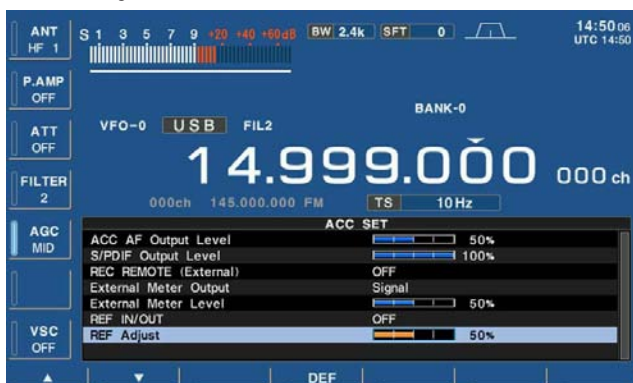 ANT
HF 1
S 1 3 5 7 9 +20 +40 +60dB
BW 2.4k SFT 0
14:50 06
UTC 14:50
P.AMP
OFF
BANK-0
ATT
OFF
VFO-0 USB FIL2
14.999.000 000 ch
FILTER
2
000ch 145.000.000 FM TS 10Hz
AGC
MID
ACC SET
ACC AF Output Level 50%
S/PDIF Output Level 100%
REC REMOTE (External) OFF
External Meter Output Signal
External Meter Level 50%
REF IN/OUT OFF
REF Adjust 50%
VSC
OFF
▲ ▼ DEF